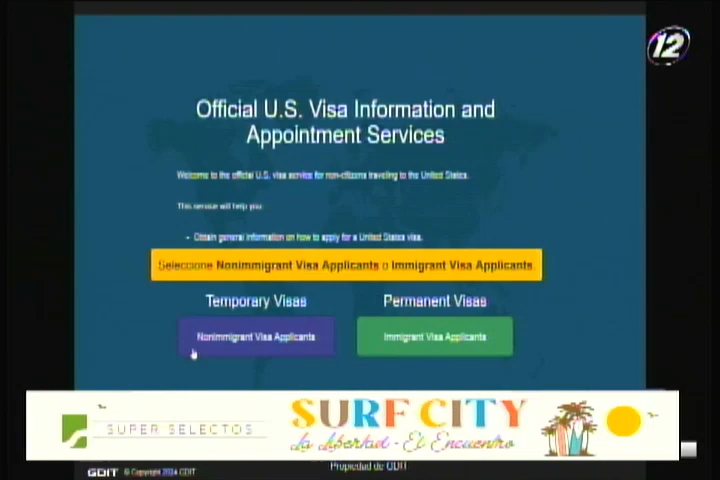 12
Official U.S. Visa Information and
Appointment Services
Welcome to the official U.S. visa service for non-citizens traveling to the United States.
This service will help you:
Obtain general information on how to apply for a United States visa.
Seleccione Nonimmigrant Visa Applicants o Immigrant Visa Applicants
Temporary Visas Permanent Visas
Nonimmigrant Visa Applicants Immigrant Visa Applicants
SUPER SELECTOS
SURF CITY
La Libertad - El Encuentro
GDIT © Copyright 2024 GDIT
Propiedad de GDIT